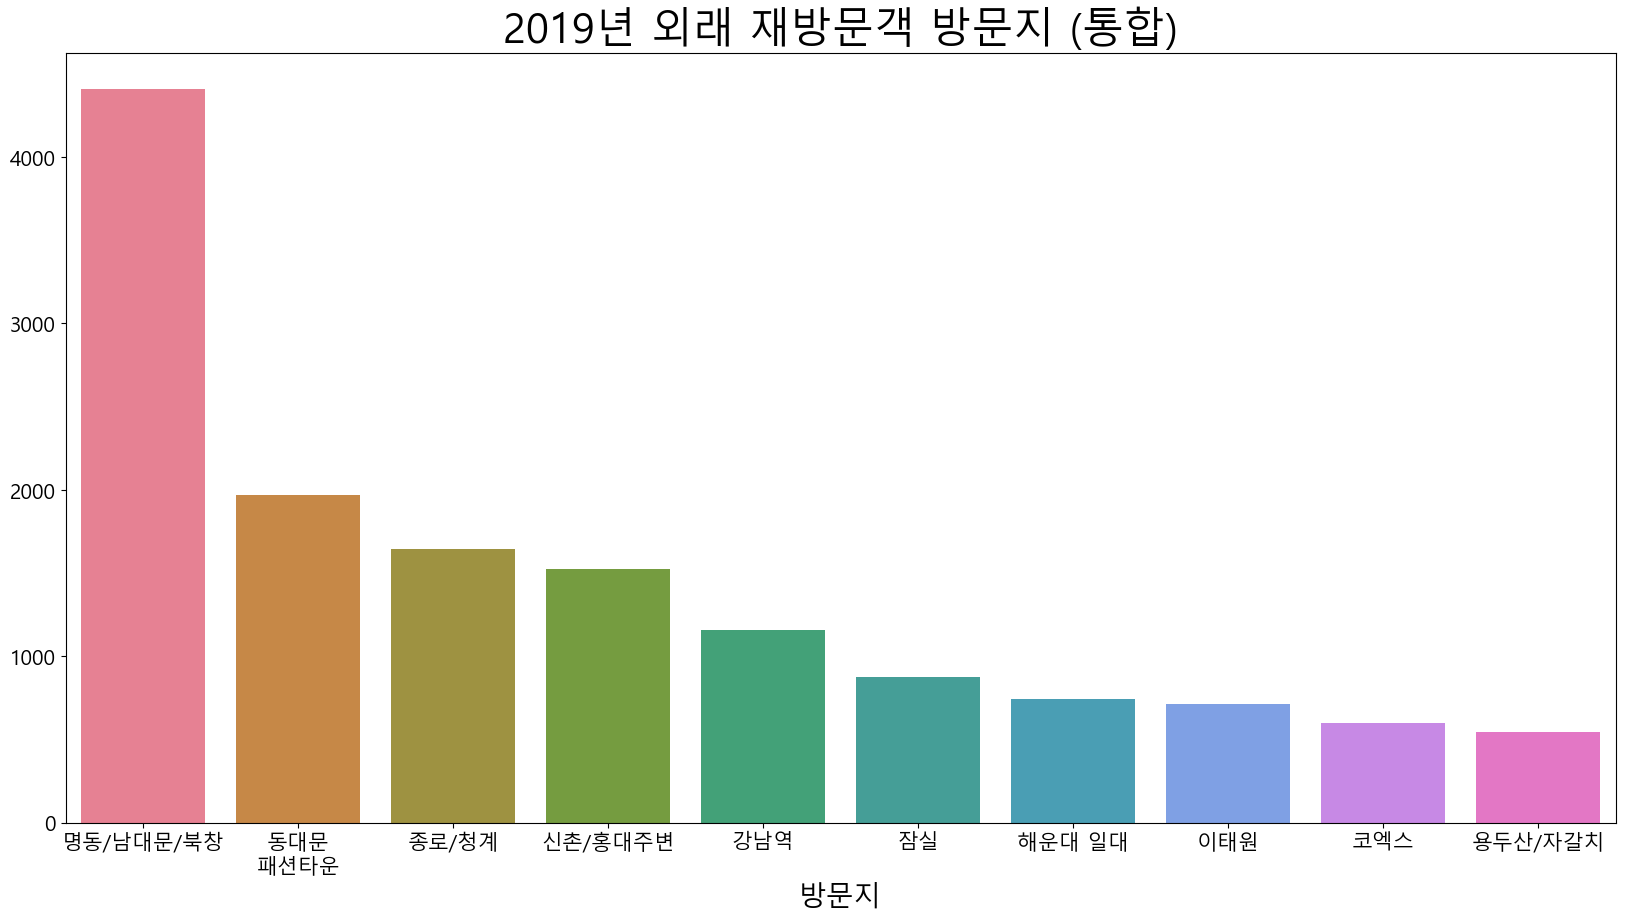 2019년 외래 재방문객 방문지 (통합)
4000
3000
2000
1000
0
명동/남대문/북창
동대문
패션타운
종로/청계
신촌/홍대주변
강남역
잠실
해운대 일대
이태원
코엑스
용두산/자갈치
방문지